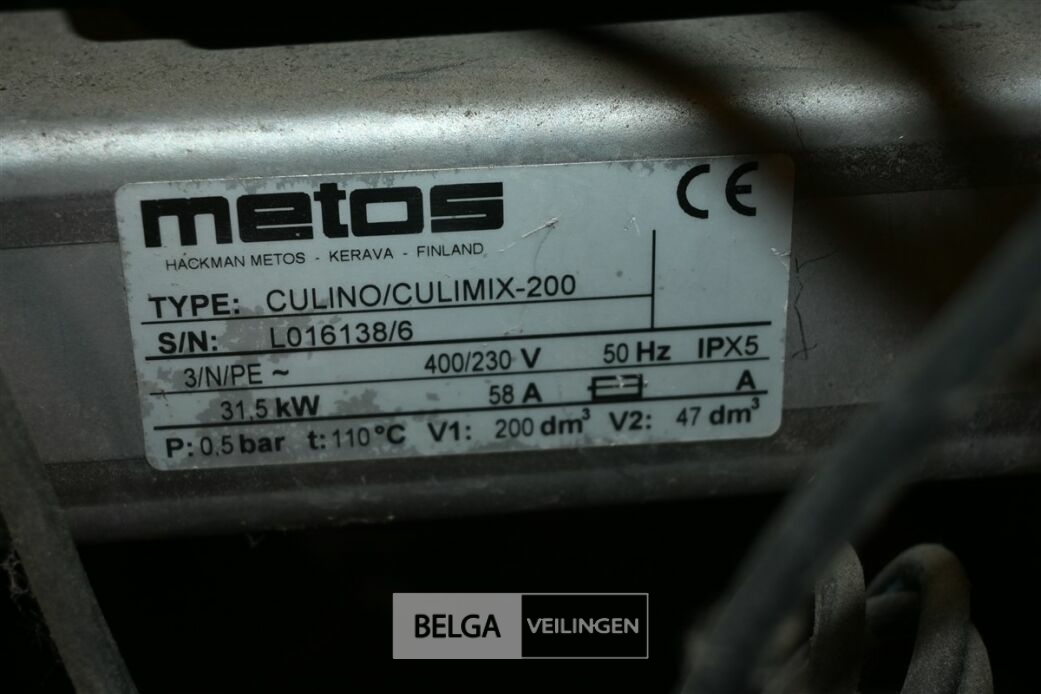 metos CE
HACKMAN METOS - KERAVA - FINLAND
TYPE: CULINO/CULIMIX-200
S/N: L016138/6
3/N/PE ~ 400/230 V 50 Hz IPX5
31,5 kW 58 A A
P: 0,5 bar t: 110 °C V1: 200 dm³ V2: 47 dm³
BELGA VEILINGEN